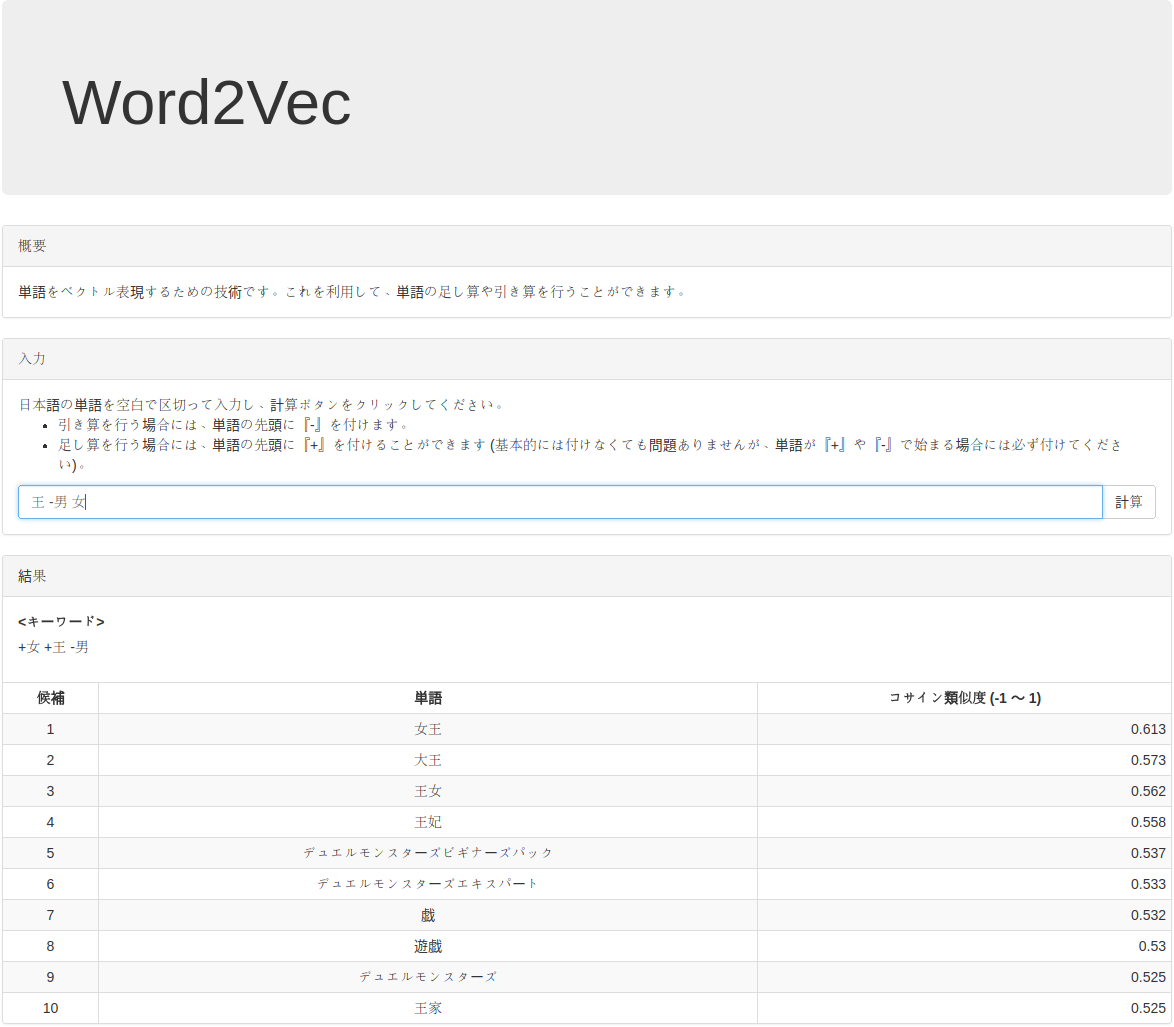 Word2Vec
概要
単語をベクトル表現するための技術です。これを利用して、単語の足し算や引き算を行うことができます。
入力
日本語の単語を空白で区切って入力し、計算ボタンをクリックしてください。
引き算を行う場合には、単語の先頭に『-』を付けます。
足し算を行う場合には、単語の先頭に『+』を付けることができます (基本的には付けなくても問題ありませんが、単語が『+』や『-』で始まる場合には必ず付けてくださ
い)。
王 -男 女 計算
結果
<キーワード>
+女 +王 -男
候補 単語 コサイン類似度 (-1 〜 1)
1 女王 0.613
2 大王 0.573
3 王女 0.562
4 王妃 0.558
5 デュエルモンスターズビギナーズパック 0.537
6 デュエルモンスターズエキスパート 0.533
7 戯 0.532
8 遊戯 0.53
9 デュエルモンスターズ 0.525
10 王家 0.525